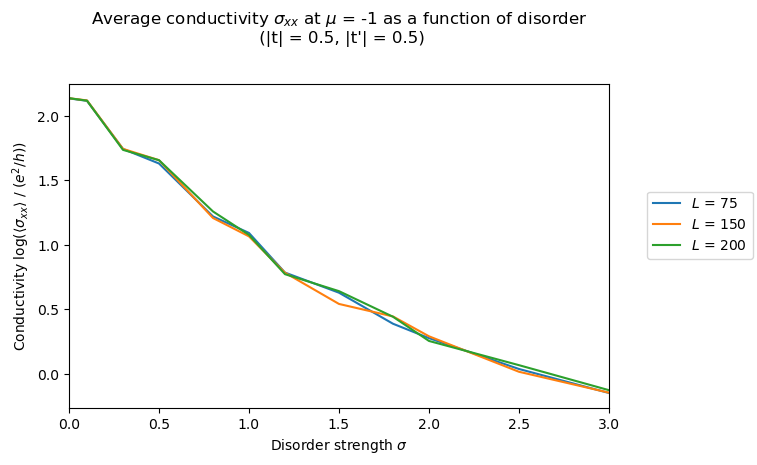 Average conductivity σxx at μ = -1 as a function of disorder
(|t| = 0.5, |t'| = 0.5)
Conductivity log(⟨σxx⟩ / (e²/h))
2.0
1.5
1.0
0.5
0.0
0.0 0.5 1.0 1.5 2.0 2.5 3.0
Disorder strength σ
L = 75
L = 150
L = 200